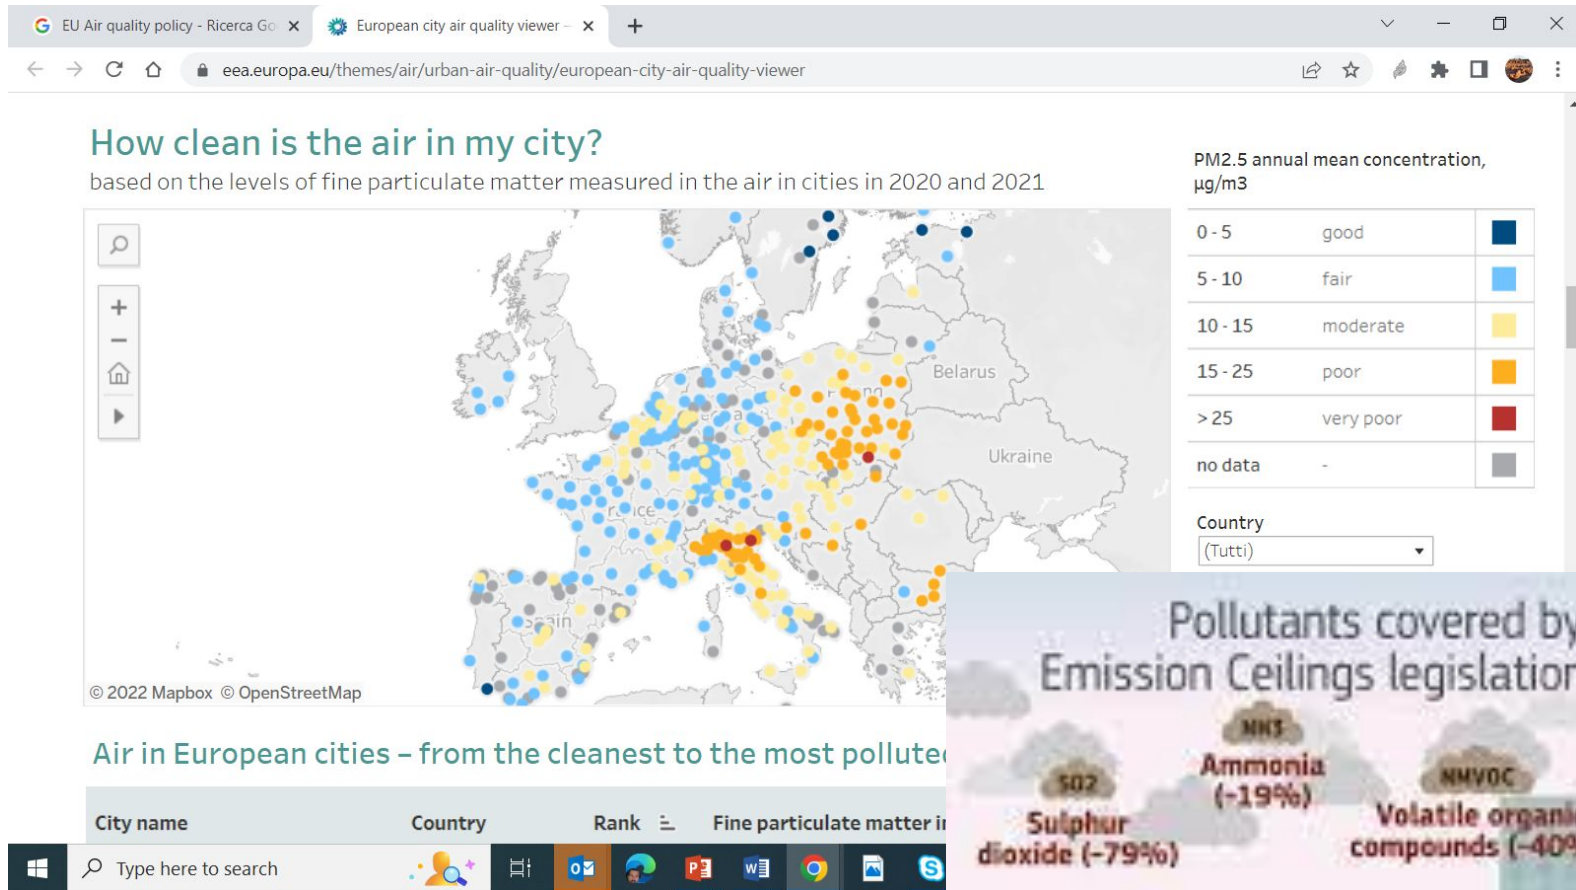 EU Air quality policy - Ricerca Go
European city air quality viewer –
eea.europa.eu/themes/air/urban-air-quality/european-city-air-quality-viewer
How clean is the air in my city?
based on the levels of fine particulate matter measured in the air in cities in 2020 and 2021
PM2.5 annual mean concentration,
µg/m3
0 - 5 good
5 - 10 fair
10 - 15 moderate
15 - 25 poor
> 25 very poor
no data -
Country
(Tutti)
Belarus
Ukraine
Spain
© 2022 Mapbox © OpenStreetMap
Air in European cities – from the cleanest to the most pollute
City name Country Rank Fine particulate matter in
Pollutants covered by
Emission Ceilings legislation
SO2
Sulphur
dioxide (-79%)
NH3
Ammonia
(-19%)
NMVOC
Volatile organi
compounds (-40%
Type here to search